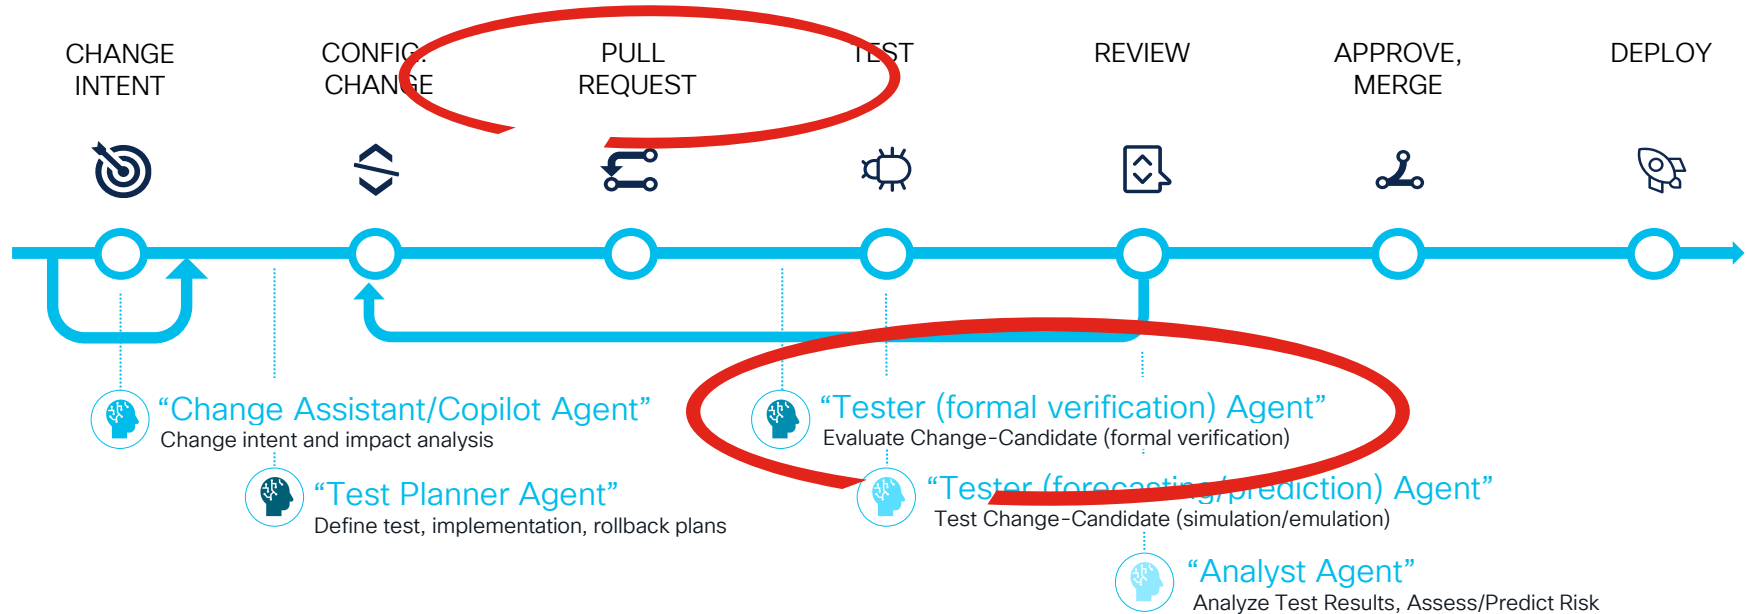 CHANGE
INTENT
CONFIG.
CHANGE
PULL
REQUEST
TEST
REVIEW
APPROVE,
MERGE
DEPLOY
“Change Assistant/Copilot Agent”
Change intent and impact analysis
“Test Planner Agent”
Define test, implementation, rollback plans
“Tester (formal verification) Agent”
Evaluate Change-Candidate (formal verification)
“Tester (forecasting/prediction) Agent”
Test Change-Candidate (simulation/emulation)
“Analyst Agent”
Analyze Test Results, Assess/Predict Risk